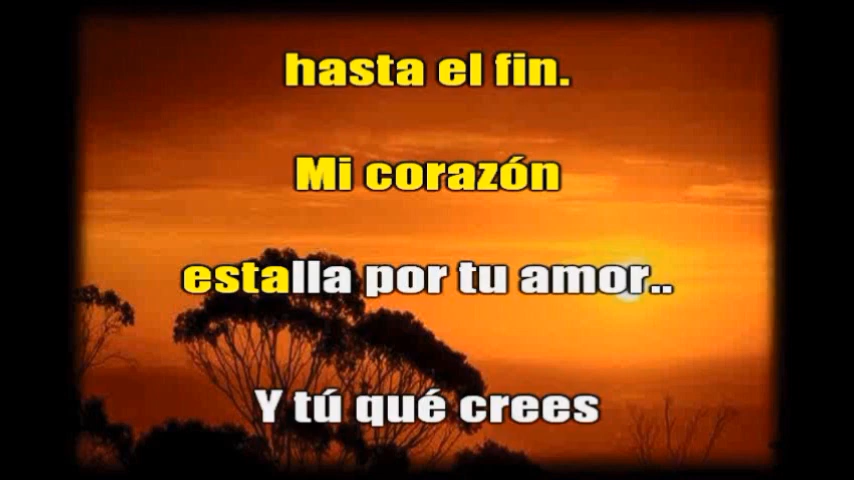 hasta el fin.
Mi corazón
estalla por tu amor..
Y tú qué crees